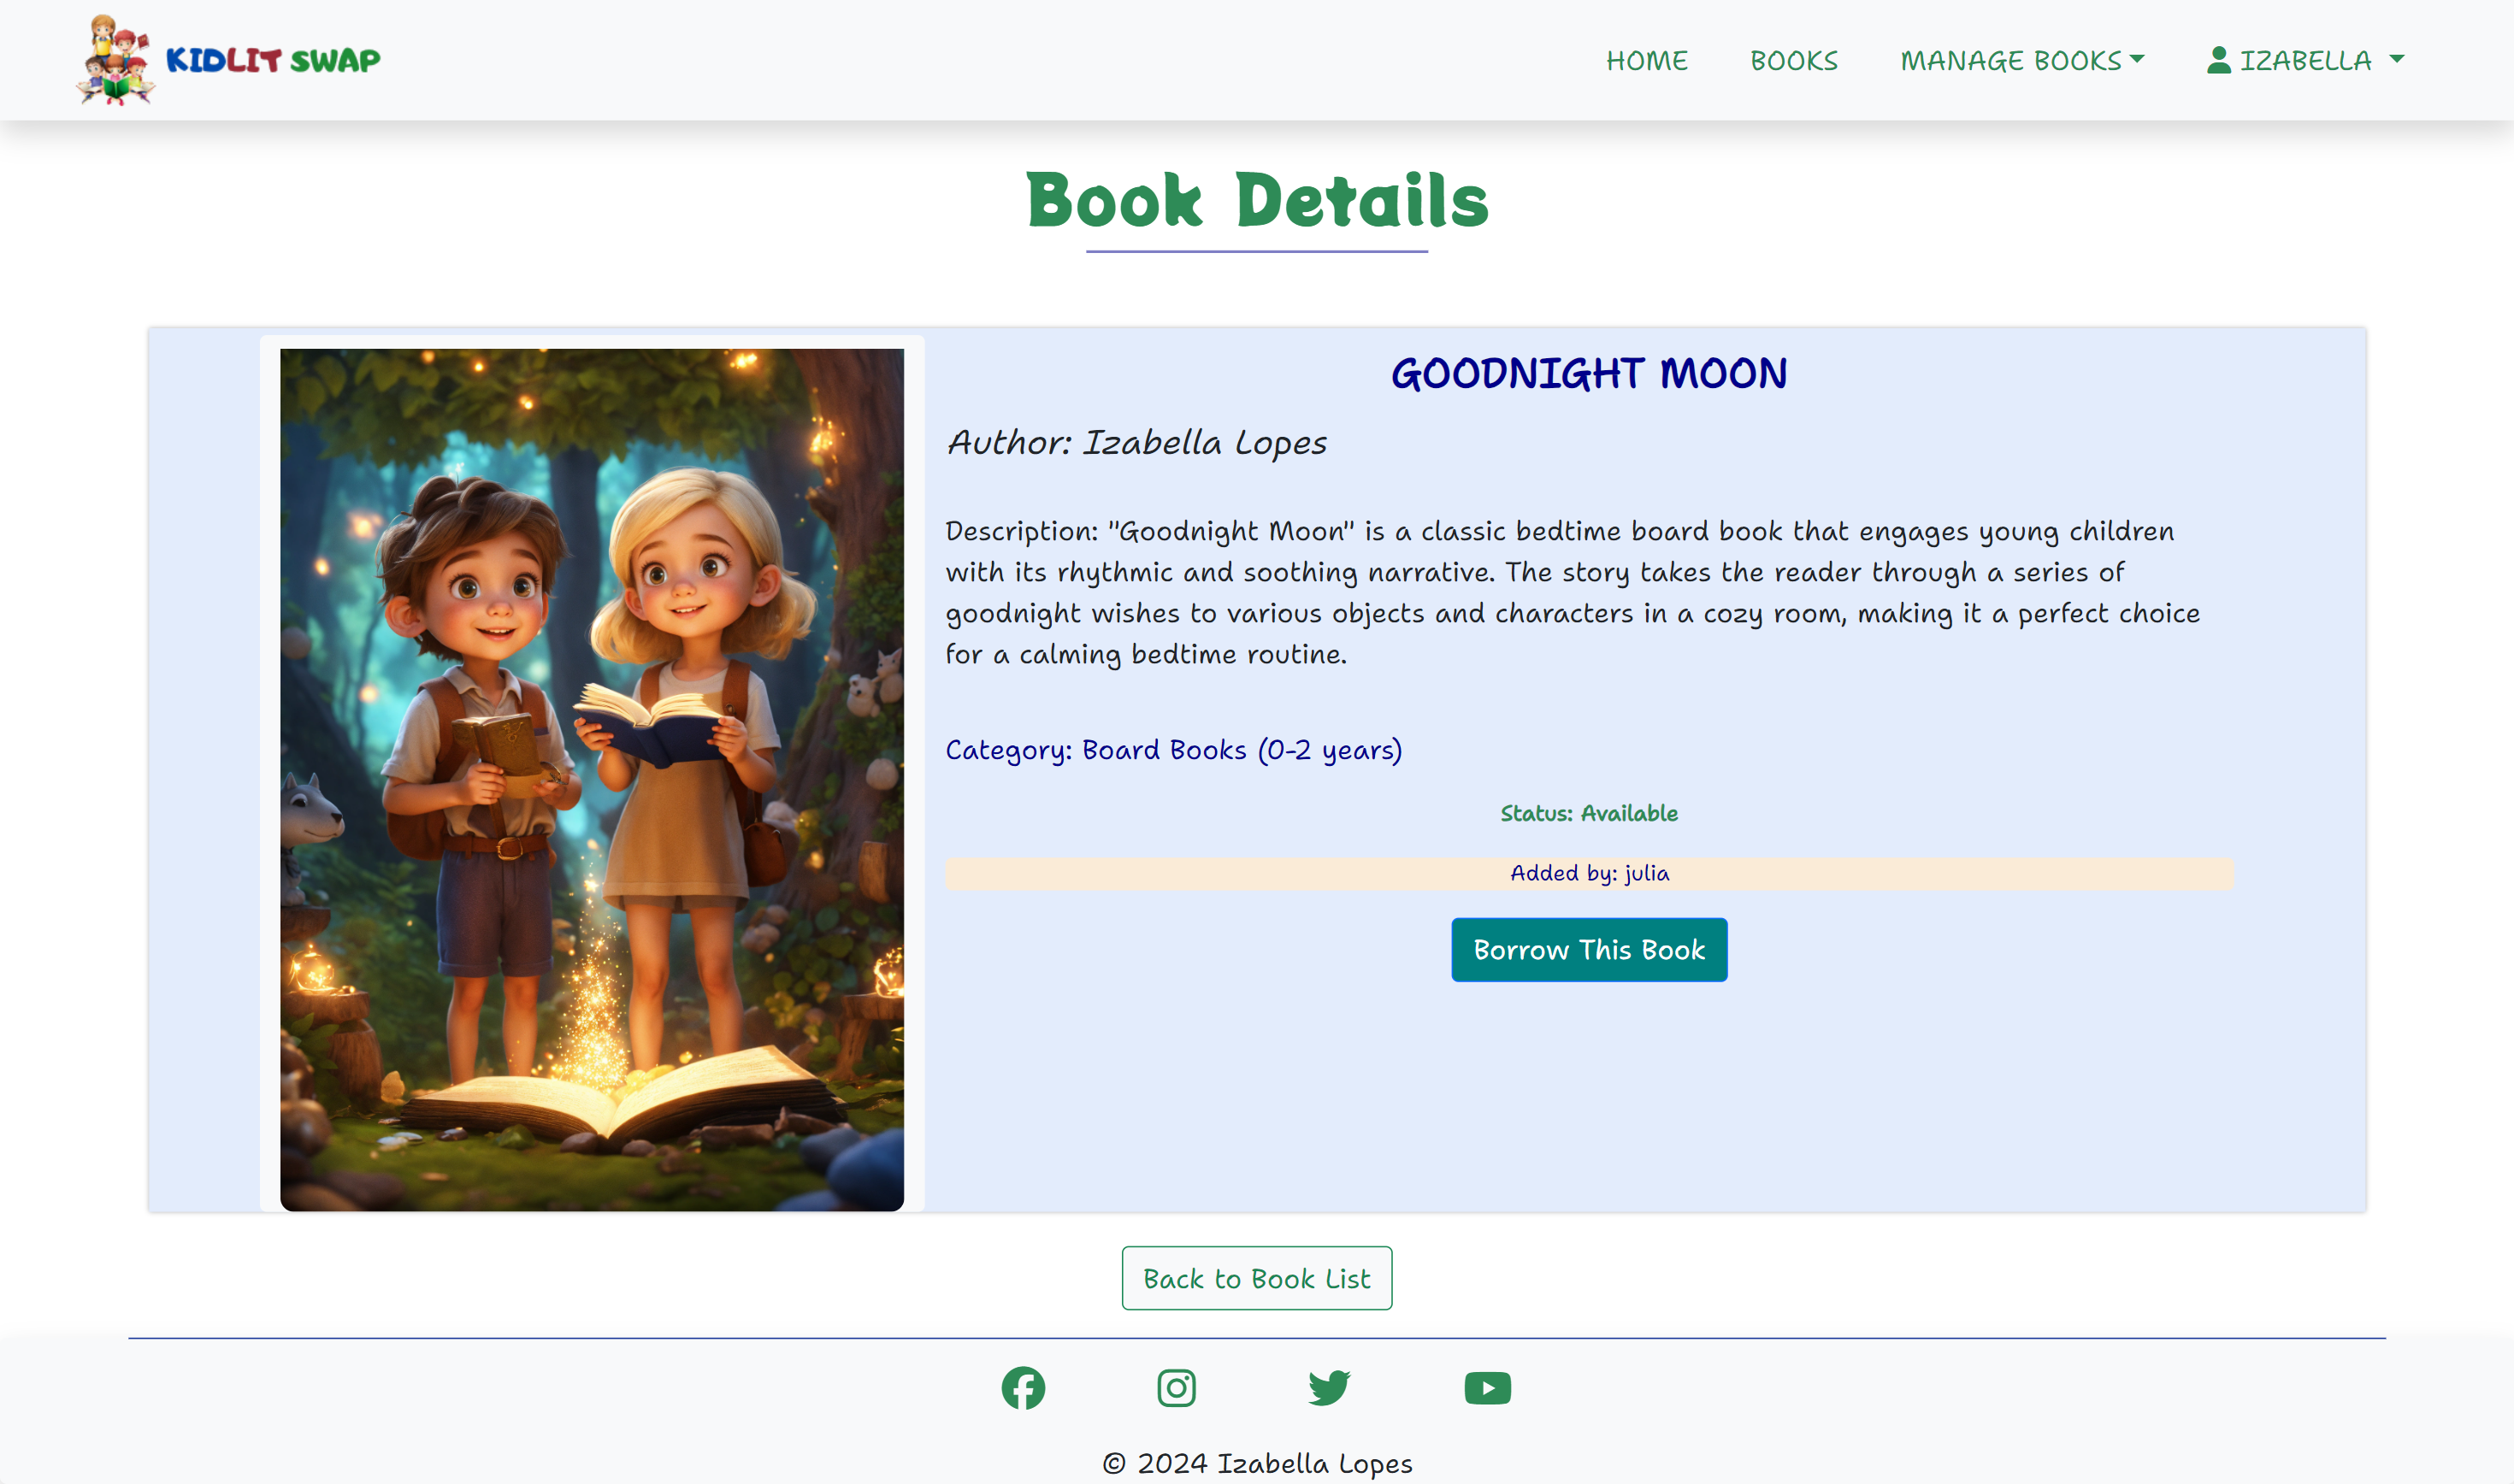 KIDLIT SWAP
HOME
BOOKS
MANAGE BOOKS
IZABELLA
Book Details
GOODNIGHT MOON
Author: Izabella Lopes
Description: "Goodnight Moon" is a classic bedtime board book that engages young children
with its rhythmic and soothing narrative. The story takes the reader through a series of
goodnight wishes to various objects and characters in a cozy room, making it a perfect choice
for a calming bedtime routine.
Category: Board Books (0-2 years)
Status: Available
Added by: julia
Borrow This Book
Back to Book List
© 2024 Izabella Lopes